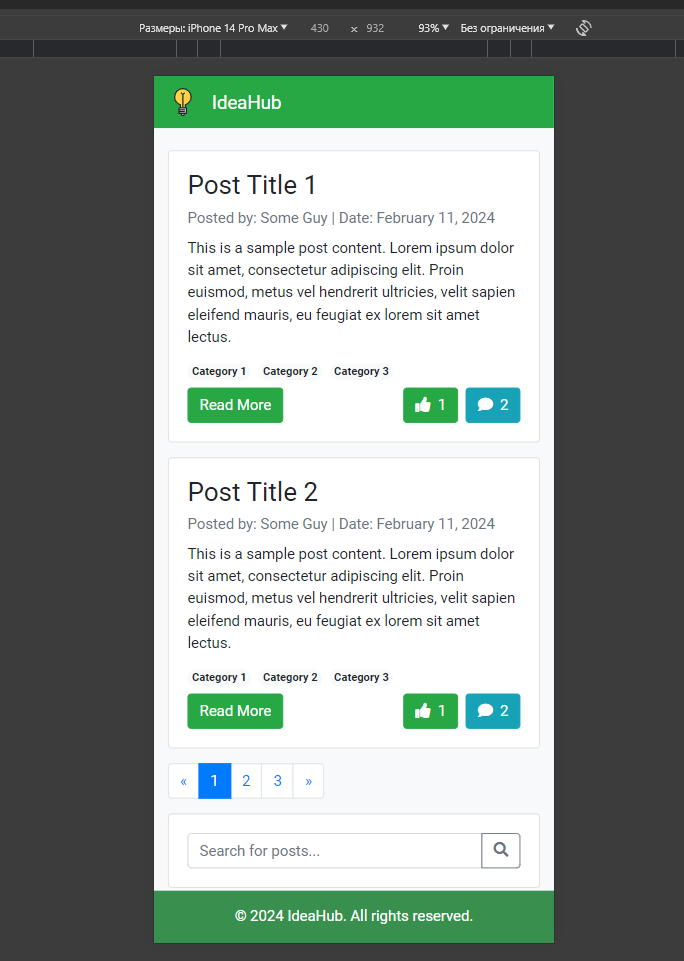 Размеры: iPhone 14 Pro Max ▼ 430 × 932 93% ▼ Без ограничения ▼
IdeaHub
Post Title 1
Posted by: Some Guy | Date: February 11, 2024
This is a sample post content. Lorem ipsum dolor
sit amet, consectetur adipiscing elit. Proin
euismod, metus vel hendrerit ultricies, velit sapien
eleifend mauris, eu feugiat ex lorem sit amet
lectus.
Category 1 Category 2 Category 3
Read More 1 2
Post Title 2
Posted by: Some Guy | Date: February 11, 2024
This is a sample post content. Lorem ipsum dolor
sit amet, consectetur adipiscing elit. Proin
euismod, metus vel hendrerit ultricies, velit sapien
eleifend mauris, eu feugiat ex lorem sit amet
lectus.
Category 1 Category 2 Category 3
Read More 1 2
« 1 2 3 »
Search for posts...
© 2024 IdeaHub. All rights reserved.